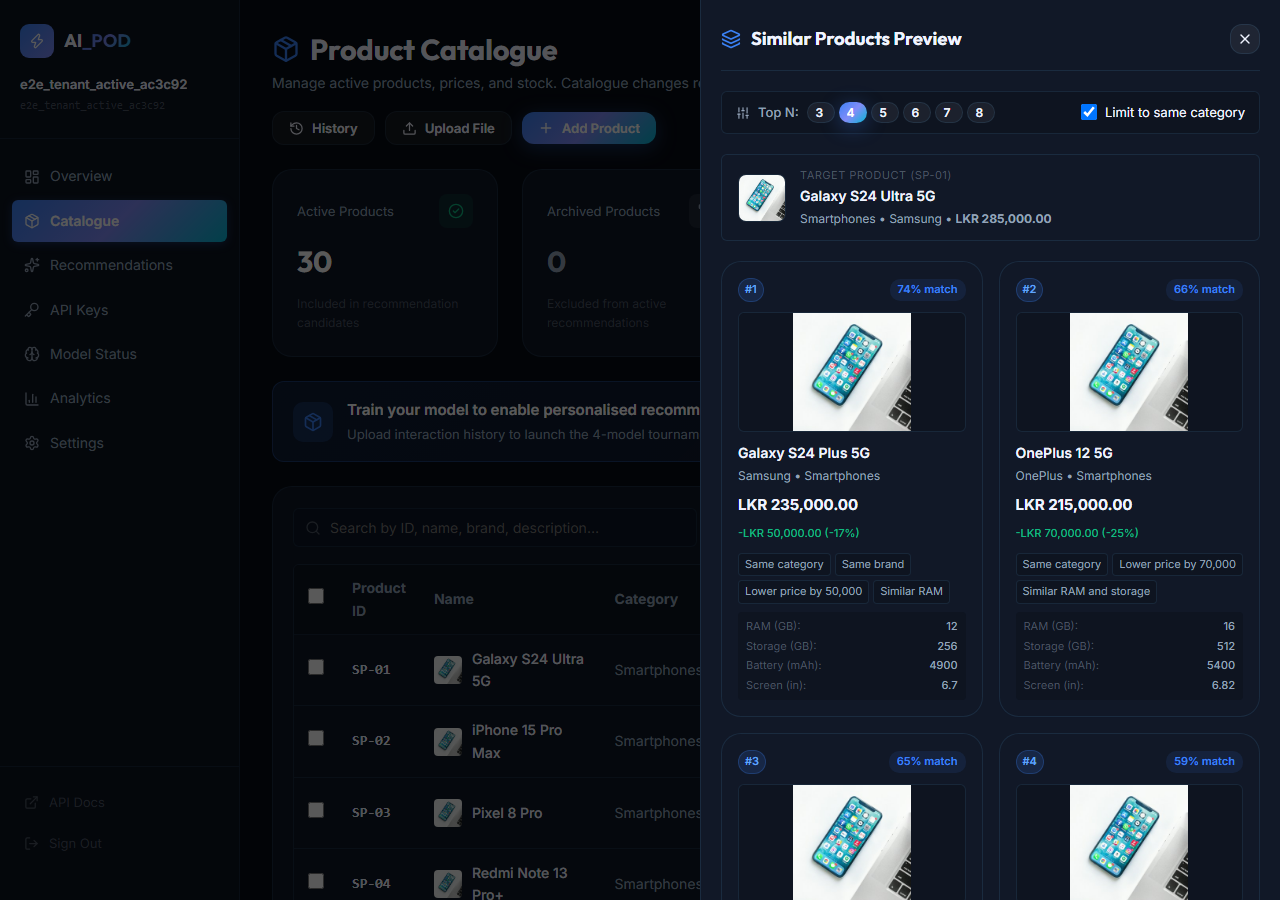 AI_POD
e2e_tenant_active_ac3c92
e2e_tenant_active_ac3c92
Overview
Catalogue
Recommendations
API Keys
Model Status
Analytics
Settings
API Docs
Sign Out
Product Catalogue
Manage active products, prices, and stock. Catalogue changes r
History
Upload File
Add Product
Active Products
30
Included in recommendation
candidates
Archived Products
0
Excluded from active
recommendations
Train your model to enable personalised recomm
Upload interaction history to launch the 4-model tournam
Search by ID, name, brand, description...
Product
ID
Name
Category
SP-01
Galaxy S24 Ultra
5G
Smartphones
SP-02
iPhone 15 Pro
Max
Smartphones
SP-03
Pixel 8 Pro
Smartphones
SP-04
Redmi Note 13
Pro+
Smartphones
Similar Products Preview
Top N: 3 4 5 6 7 8
Limit to same category
TARGET PRODUCT (SP-01)
Galaxy S24 Ultra 5G
Smartphones • Samsung • LKR 285,000.00
#1
74% match
Galaxy S24 Plus 5G
Samsung • Smartphones
LKR 235,000.00
-LKR 50,000.00 (-17%)
Same category
Same brand
Lower price by 50,000
Similar RAM
RAM (GB): 12
Storage (GB): 256
Battery (mAh): 4900
Screen (in): 6.7
#2
66% match
OnePlus 12 5G
OnePlus • Smartphones
LKR 215,000.00
-LKR 70,000.00 (-25%)
Same category
Lower price by 70,000
Similar RAM and storage
RAM (GB): 16
Storage (GB): 512
Battery (mAh): 5400
Screen (in): 6.82
#3
65% match
#4
59% match